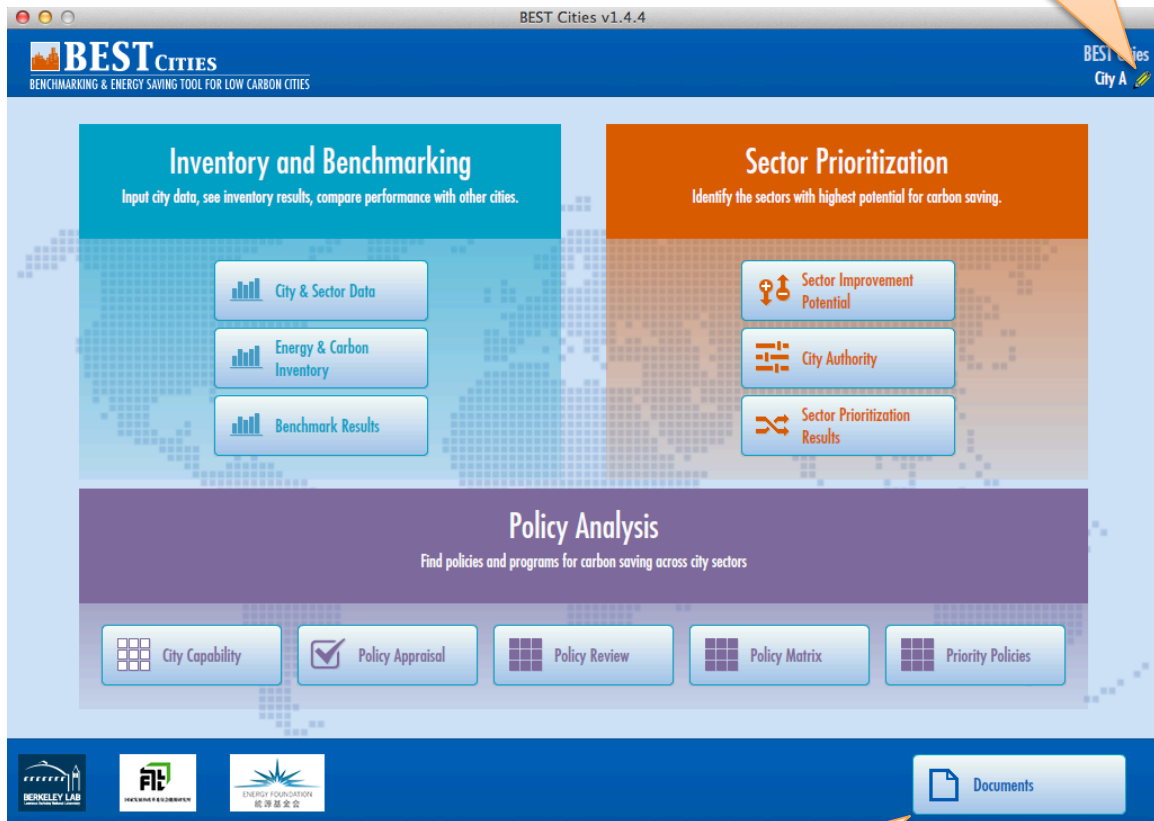 BEST Cities v1.4.4
BEST CITIES
BENCHMARKING & ENERGY SAVING TOOL FOR LOW CARBON CITIES
BEST Cities
City A
Inventory and Benchmarking
Input city data, see inventory results, compare performance with other cities.
City & Sector Data
Energy & Carbon
Inventory
Benchmark Results
Sector Prioritization
Identify the sectors with highest potential for carbon saving.
Sector Improvement
Potential
City Authority
Sector Prioritization
Results
Policy Analysis
Find policies and programs for carbon saving across city sectors
City Capability
Policy Appraisal
Policy Review
Policy Matrix
Priority Policies
BERKELEY LAB
ENERGY FOUNDATION
能源基金会
Documents